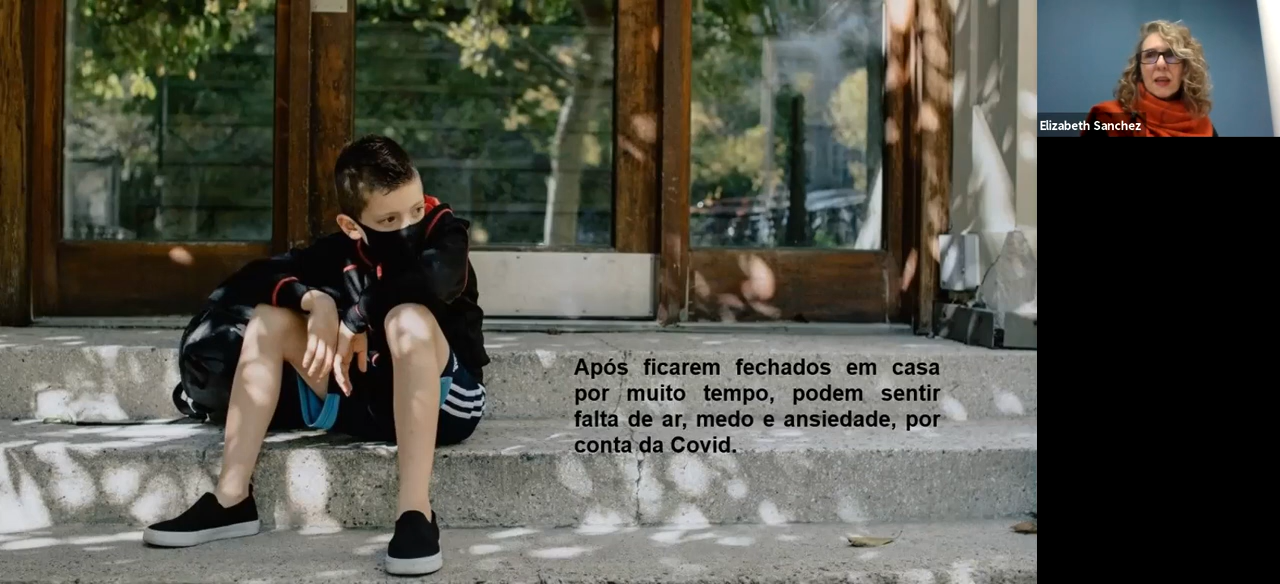 Elizabeth Sanchez
Após ficarem fechados em casa
por muito tempo, podem sentir
falta de ar, medo e ansiedade, por
conta da Covid.